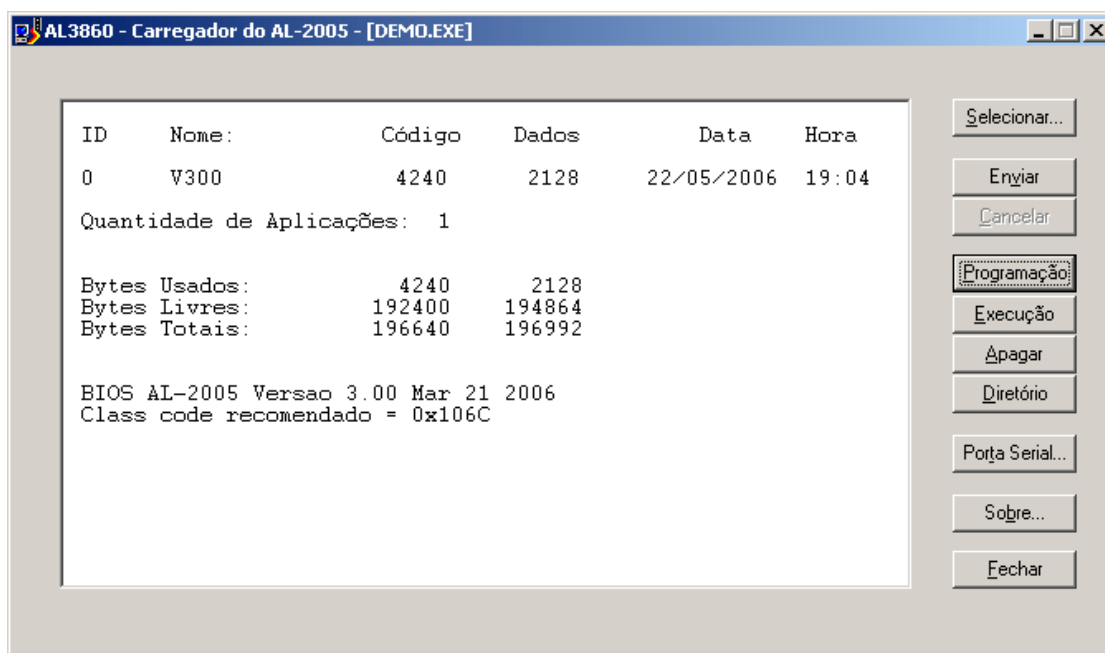 AL3860 - Carregador do AL-2005 - [DEMO.EXE]
ID Nome: Código Dados Data Hora
0 V300 4240 2128 22/05/2006 19:04
Quantidade de Aplicações: 1
Bytes Usados: 4240 2128
Bytes Livres: 192400 194864
Bytes Totais: 196640 196992
BIOS AL-2005 Versao 3.00 Mar 21 2006
Class code recomendado = 0x106C
Selecionar...
Enviar
Cancelar
Programação
Execução
Apagar
Diretório
Porta Serial...
Sobre...
Fechar